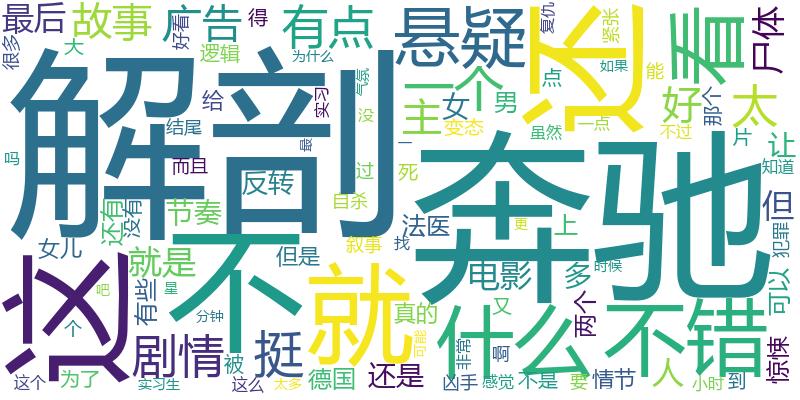 最后
故事
广告
得
有点
悬疑
复仇
紧张
看
尸体
很多
大
好看
逻辑
为什么
还
如果
能
解剖
给
实习
气氛
没
一个
主
女
男
点
好
那个
太
吗
结尾
最
一
变态
虽然
一点
不过
片
让
而且
反转
过
死
奔驰
知道
还有
没有
节奏
自杀
法医
上
但
女儿
就是
不
但是
叙事
找
更
电影
多
时候
犯罪
可以
这
吧
有些
星
就
真的
又
什么
两个
不错
个
分钟
剧情
挺
可能
非常
啊
惊悚
这个
为了
实习生
被
这么
太多
德国
还是
凶手
感觉
不是
要
情节
人
小时
到